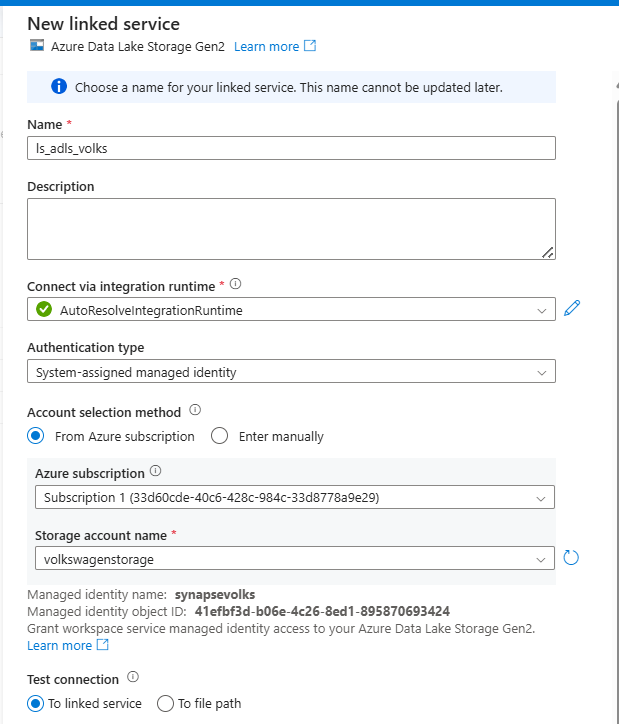 New linked service
Azure Data Lake Storage Gen2 Learn more
Choose a name for your linked service. This name cannot be updated later.
Name *
ls_adls_volks
Description
Connect via integration runtime *
AutoResolveIntegrationRuntime
Authentication type
System-assigned managed identity
Account selection method
From Azure subscription Enter manually
Azure subscription
Subscription 1 (33d60cde-40c6-428c-984c-33d8778a9e29)
Storage account name *
volkswagenstorage
Managed identity name: synapsevolks
Managed identity object ID: 41efbf3d-b06e-4c26-8ed1-895870693424
Grant workspace service managed identity access to your Azure Data Lake Storage Gen2.
Learn more
Test connection
To linked service To file path